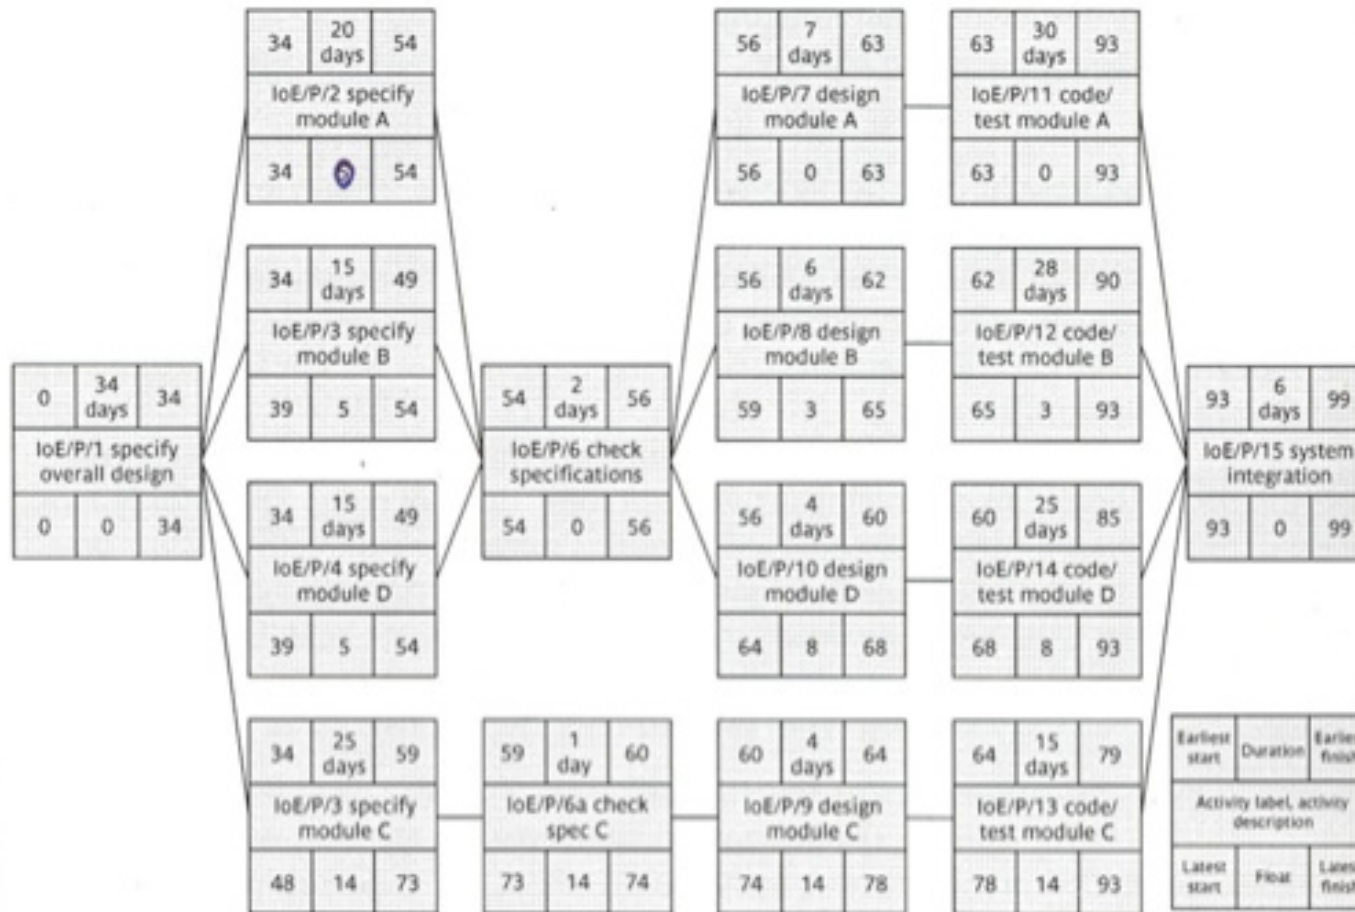 34 20 days 54
IoE/P/2 specify
module A
34 0 54
56 7 days 63
IoE/P/7 design
module A
56 0 63
63 30 days 93
IoE/P/11 code/
test module A
63 0 93
34 15 days 49
IoE/P/3 specify
module B
39 5 54
56 6 days 62
IoE/P/8 design
module B
59 3 65
62 28 days 90
IoE/P/12 code/
test module B
65 3 93
0 34 days 34
IoE/P/1 specify
overall design
0 0 34
54 2 days 56
IoE/P/6 check
specifications
54 0 56
93 6 days 99
IoE/P/15 system
integration
93 0 99
34 15 days 49
IoE/P/4 specify
module D
39 5 54
56 4 days 60
IoE/P/10 design
module D
64 8 68
60 25 days 85
IoE/P/14 code/
test module D
68 8 93
34 25 days 59
IoE/P/3 specify
module C
48 14 73
59 1 day 60
IoE/P/6a check
spec C
73 14 74
60 4 days 64
IoE/P/9 design
module C
74 14 78
64 15 days 79
IoE/P/13 code/
test module C
78 14 93
Earliest start Duration finish
Activity label, activity
description
Latest start Float finish